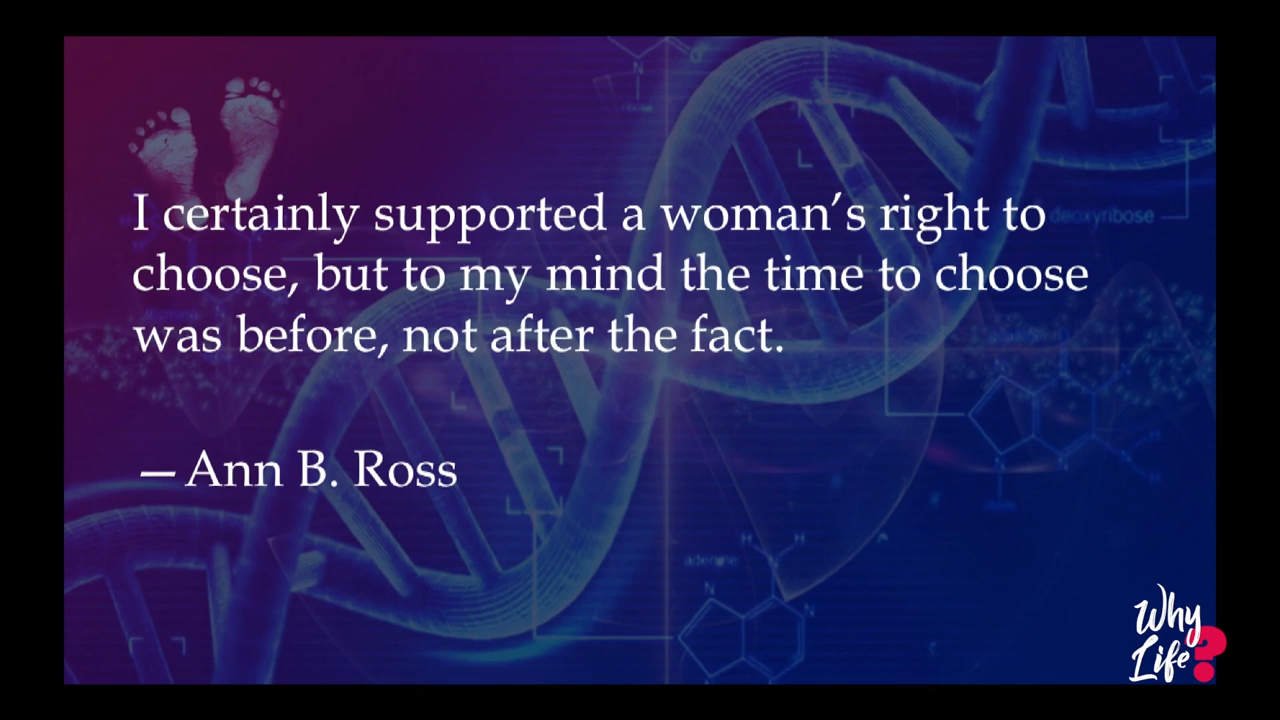 I certainly supported a woman’s right to
choose, but to my mind the time to choose
was before, not after the fact.
—Ann B. Ross
deoxyribose
adenine
H
H
N
N
N
Why
Life?